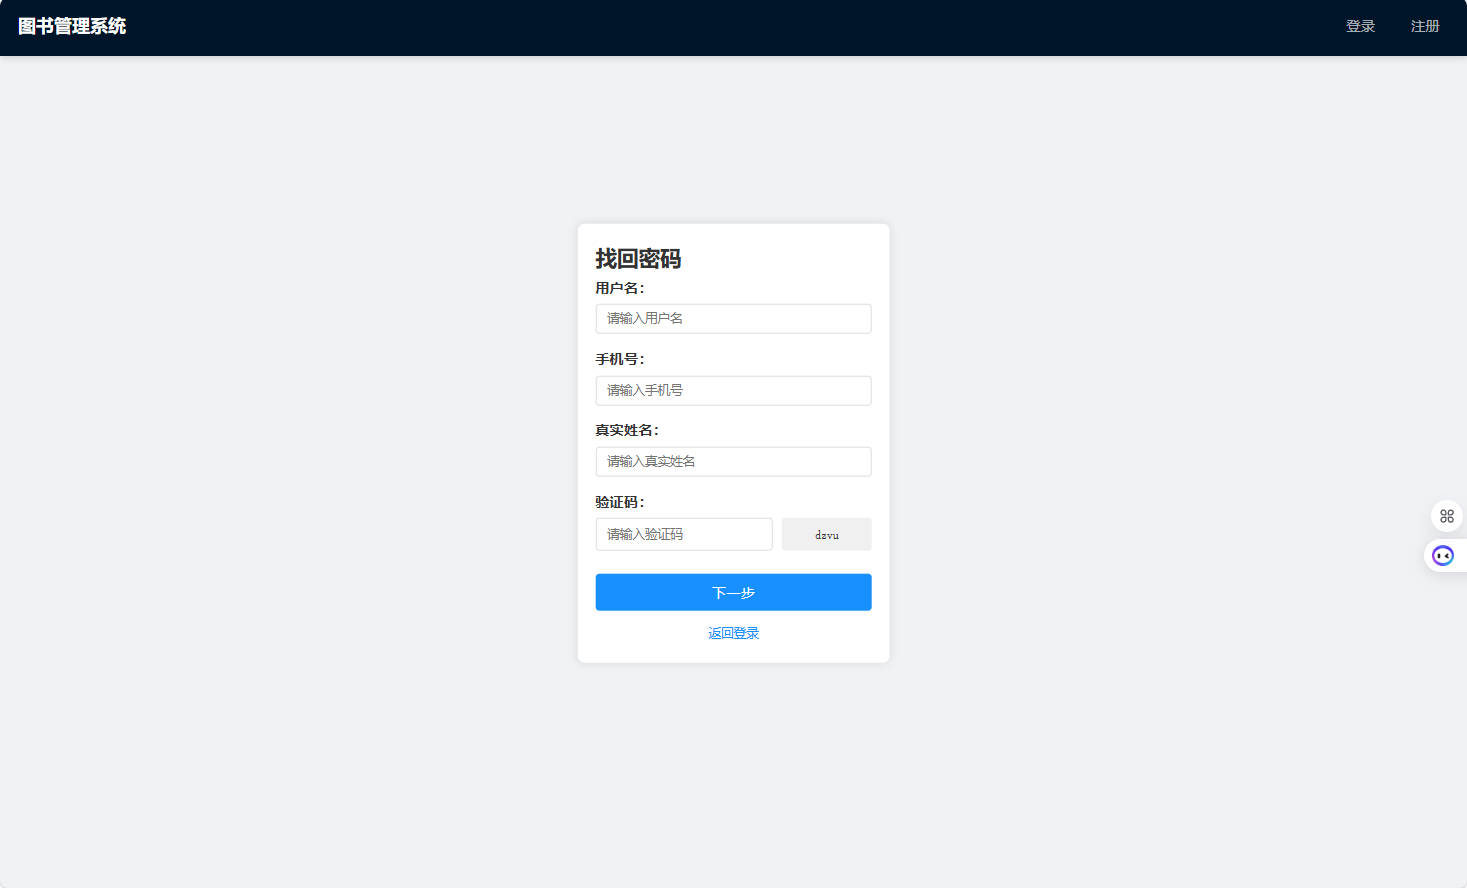 图书管理系统
登录 注册
找回密码
用户名：
请输入用户名
手机号：
请输入手机号
真实姓名：
请输入真实姓名
验证码：
请输入验证码 dzvu
下一步
返回登录